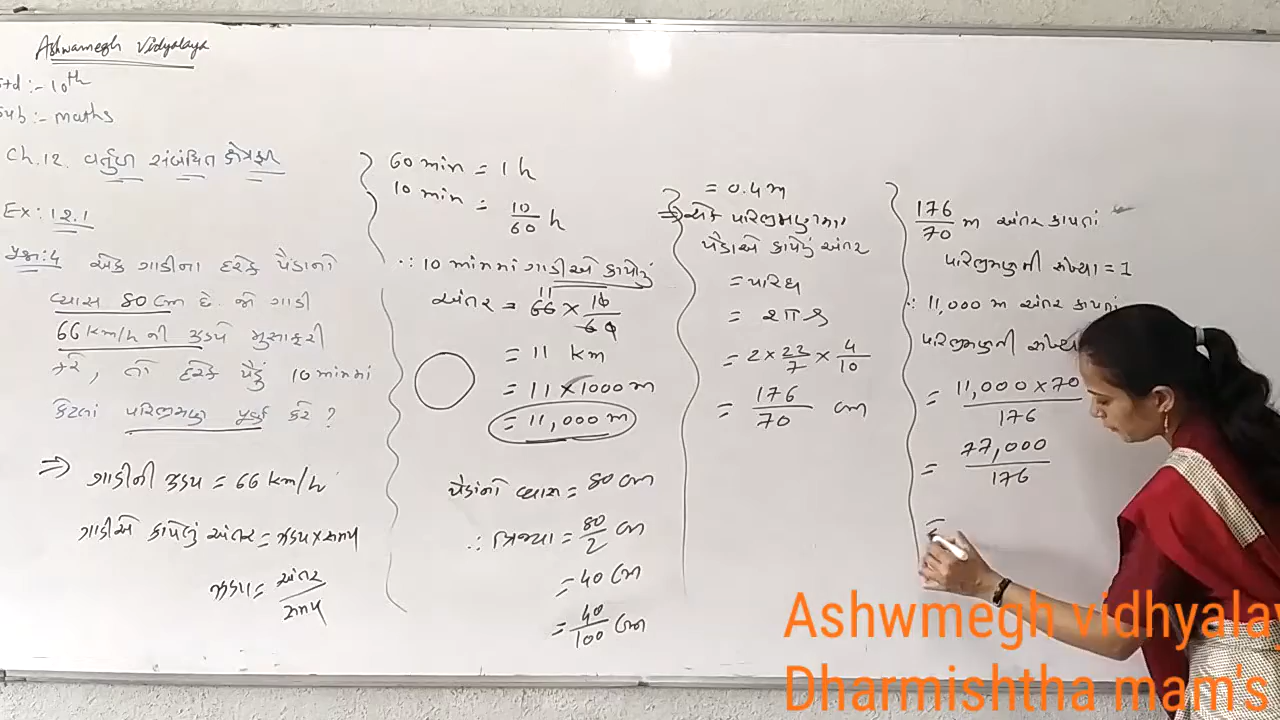 Ashwamegh Vidyalaya
Std :- 10th
Sub :- maths
Ch.12. વર્તુળ સંબંધિત ક્ષેત્રફળ
Ex : 12.1
પ્રશ્ન:4 એક ગાડીના દરેક પૈડાનો
વ્યાસ 80 cm છે. જો ગાડી
66 km/h ની ઝડપે મુસાફરી
કરે, તો દરેક પૈડું 10 minમાં
કેટલાં પરિભ્રમણ પૂર્ણ કરે ?
⇒ ગાડીની ઝડપ = 66 km/h
ગાડીએ કાપેલું અંતર = ઝડપ × સમય
ઝડપ = અંતર / સમય
60 min = 1 h
10 min = 10/60 h
∴ 10 minમાં ગાડીએ કાપેલું
અંતર = 66 × 10/60
11
= 11 km
= 11 × 1000 m
= 11,000 m
પૈડાંનો વ્યાસ = 80 cm
∴ ત્રિજ્યા = 80/2 cm
= 40 cm
= 40/100 cm
= 0.4 m
⇒ એક પરિભ્રમણમાં
પૈડાએ કાપેલું અંતર
= પરિઘ
= 2πr
= 2 × 22/7 × 4/10
= 176/70 cm
176/70 m અંતર કાપતાં
પરિભ્રમણની સંખ્યા = 1
∴ 11,000 m અંતર કાપતાં
પરિભ્રમણની સંખ્યા
= 11,000 × 70 / 176
= 77,000 / 176
=
Ashwmegh vidhyalay
Dharmishtha mam's